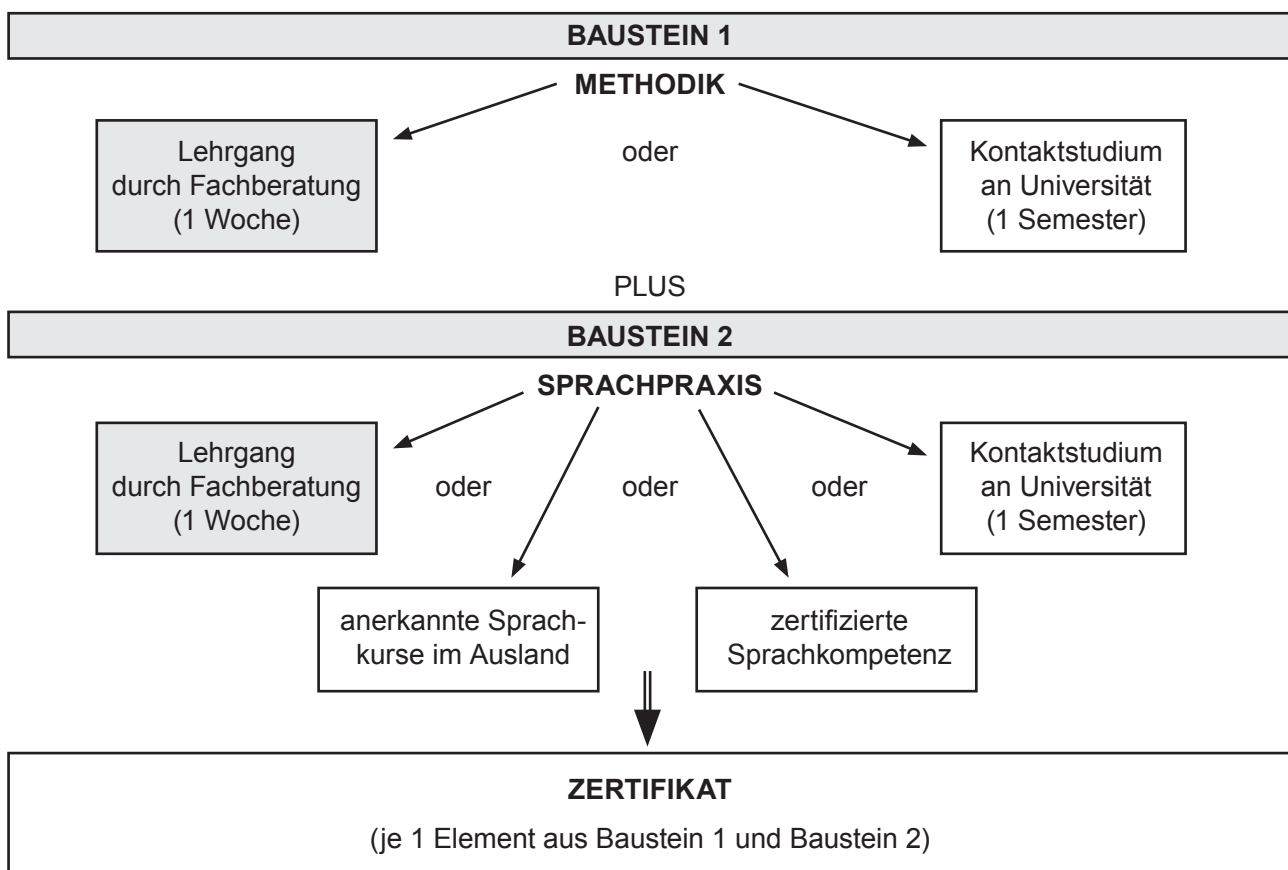 BAUSTEIN 1
METHODIK
Lehrgang
durch Fachberatung
(1 Woche)
oder
Kontaktstudium
an Universität
(1 Semester)
PLUS
BAUSTEIN 2
SPRACHPRAXIS
Lehrgang
durch Fachberatung
(1 Woche)
oder
oder
oder
Kontaktstudium
an Universität
(1 Semester)
anerkannte Sprach-
kurse im Ausland
zertifizierte
Sprachkompetenz
ZERTIFIKAT
(je 1 Element aus Baustein 1 und Baustein 2)